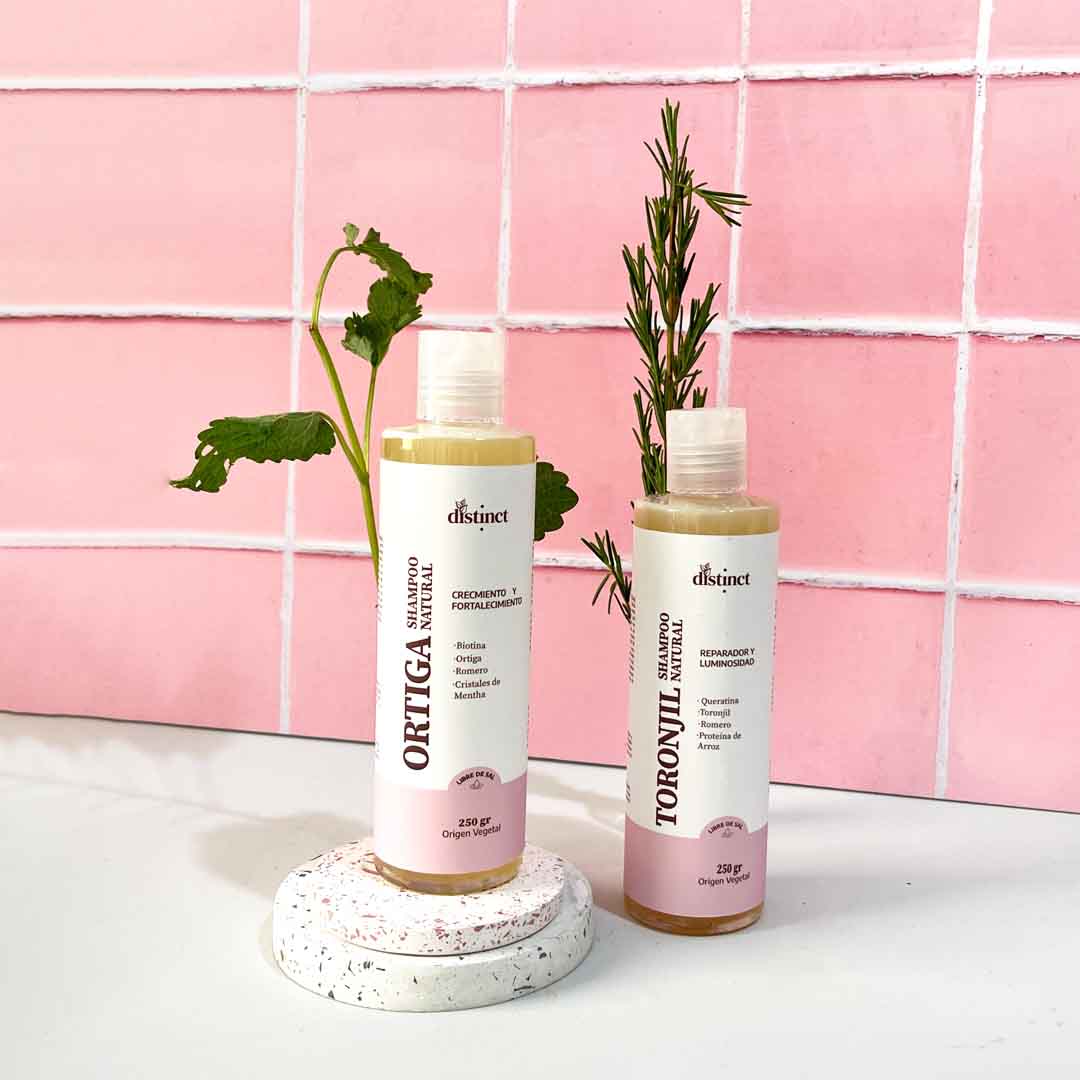 distinct
ORTIGA
SHAMPOO
NATURAL
CRECMIENTO Y
FORTALECIMIENTO
·Biotina
·Ortiga
·Romero
·Cristales de
Mentha
LIBRE DE SAL
250 gr
Origen Vegetal
distinct
TORONJIL
SHAMPOO
NATURAL
REPARADOR Y
LUMINOSIDAD
· Queratina
·Toronjil
·Romero
·Proteína de
Arroz
LIBRE DE SAL
250 gr
Origen Vegetal